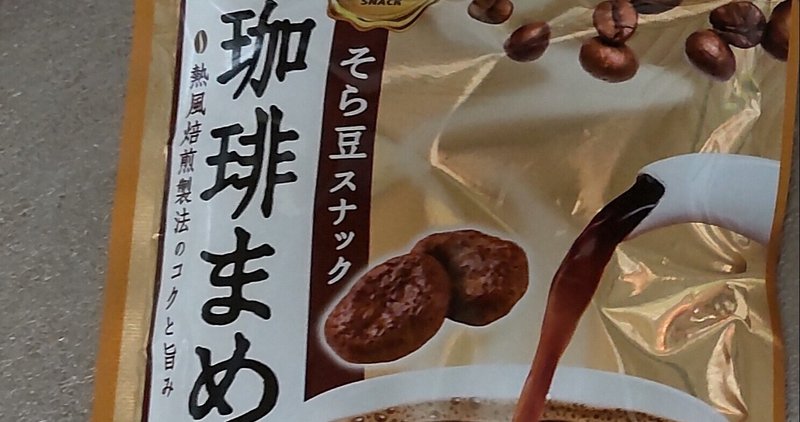 SNACK
そら豆スナック
珈琲まめ
熱風焙煎製法のコクと旨み